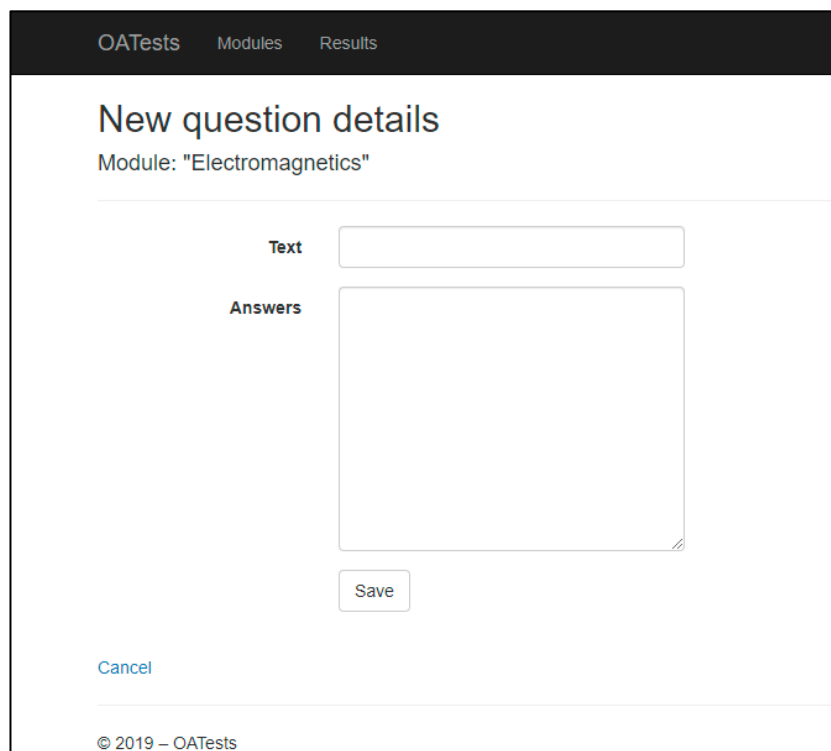 OATests Modules Results
New question details
Module: "Electromagnetics"
Text
Answers
Save
Cancel
© 2019 – OATests